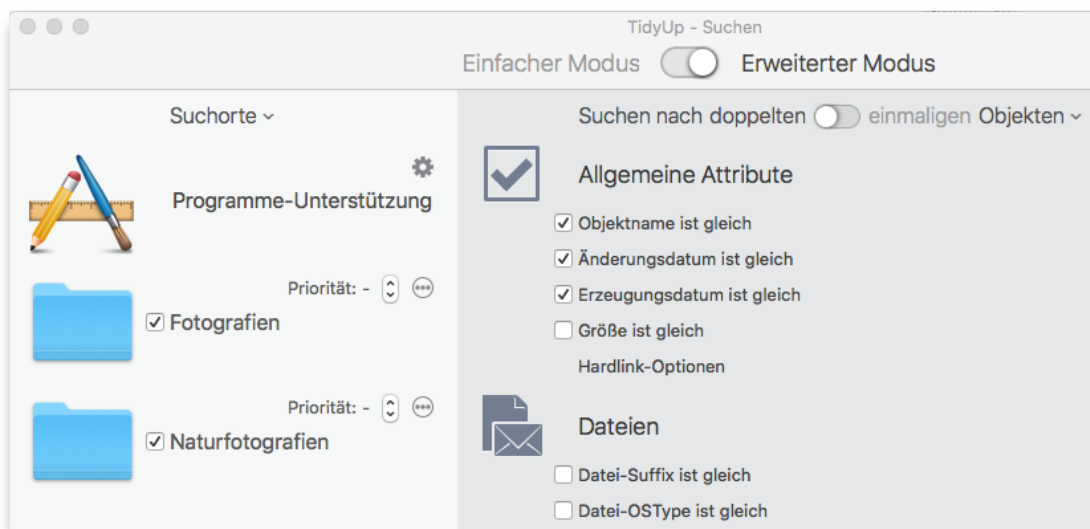 TidyUp - Suchen
Einfacher Modus Erweiterter Modus
Suchorte
Programme-Unterstützung
Priorität: -
Fotografien
Priorität: -
Naturfotografien
Suchen nach doppelten einmaligen Objekten
Allgemeine Attribute
Objektname ist gleich
Änderungsdatum ist gleich
Erzeugungsdatum ist gleich
Größe ist gleich
Hardlink-Optionen
Dateien
Datei-Suffix ist gleich
Datei-OSType ist gleich